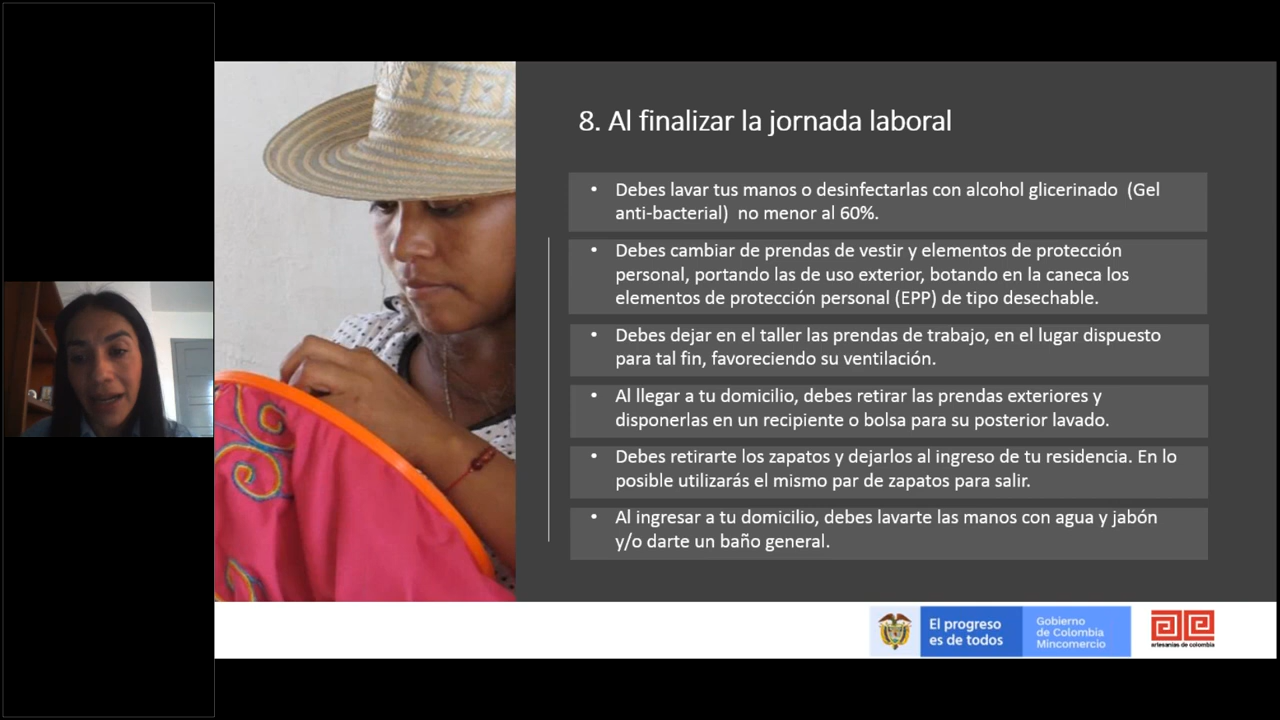 8. Al finalizar la jornada laboral
• Debes lavar tus manos o desinfectarlas con alcohol glicerinado (Gel
anti-bacterial) no menor al 60%.
• Debes cambiar de prendas de vestir y elementos de protección
personal, portando las de uso exterior, botando en la caneca los
elementos de protección personal (EPP) de tipo desechable.
• Debes dejar en el taller las prendas de trabajo, en el lugar dispuesto
para tal fin, favoreciendo su ventilación.
• Al llegar a tu domicilio, debes retirar las prendas exteriores y
disponerlas en un recipiente o bolsa para su posterior lavado.
• Debes retirarte los zapatos y dejarlos al ingreso de tu residencia. En lo
posible utilizarás el mismo par de zapatos para salir.
• Al ingresar a tu domicilio, debes lavarte las manos con agua y jabón
y/o darte un baño general.
El progreso
es de todos
Gobierno
de Colombia
Mincomercio
artesanías de colombia